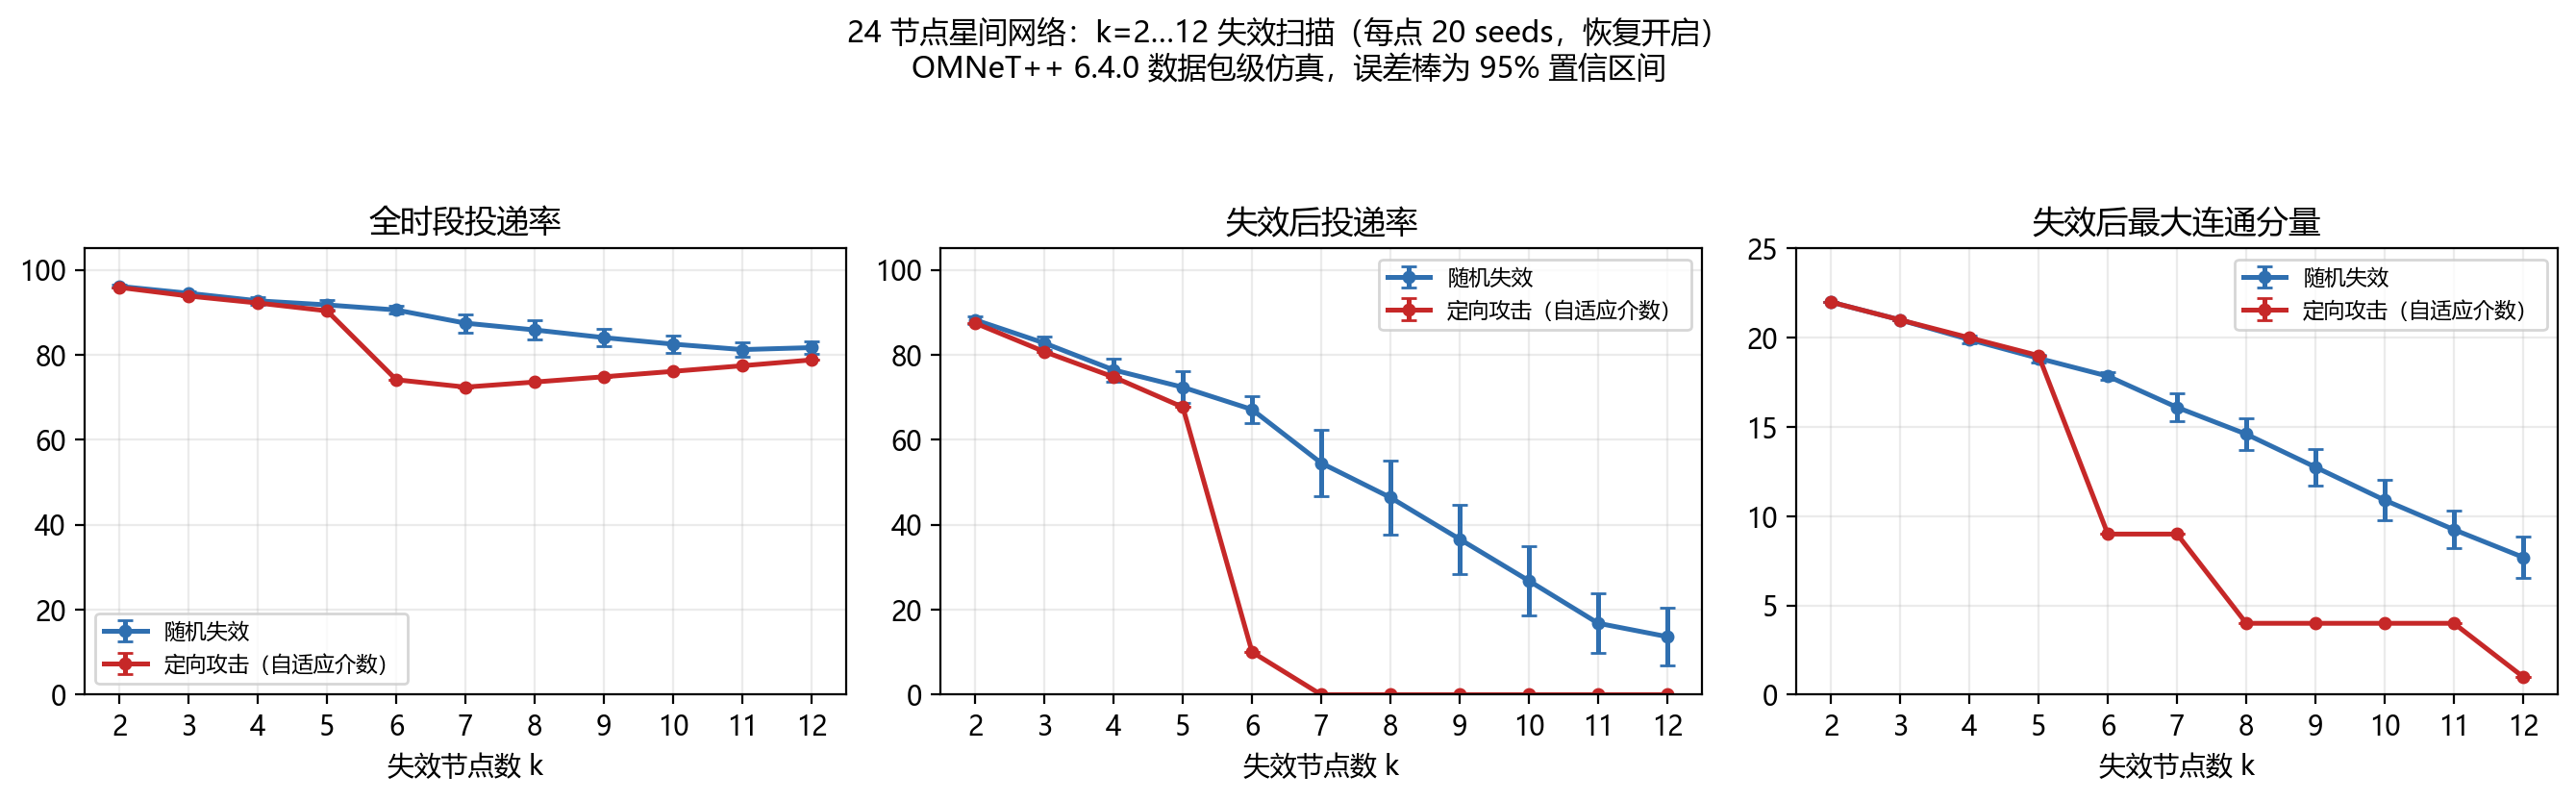 24 节点星间网络：k=2…12 失效扫描（每点 20 seeds，恢复开启）
OMNeT++ 6.4.0 数据包级仿真，误差棒为 95% 置信区间
全时段投递率
100
80
60
40
20
0
2 3 4 5 6 7 8 9 10 11 12
失效节点数 k
随机失效
定向攻击（自适应介数）
失效后投递率
100
80
60
40
20
0
2 3 4 5 6 7 8 9 10 11 12
失效节点数 k
随机失效
定向攻击（自适应介数）
失效后最大连通分量
25
20
15
10
5
0
2 3 4 5 6 7 8 9 10 11 12
失效节点数 k
随机失效
定向攻击（自适应介数）